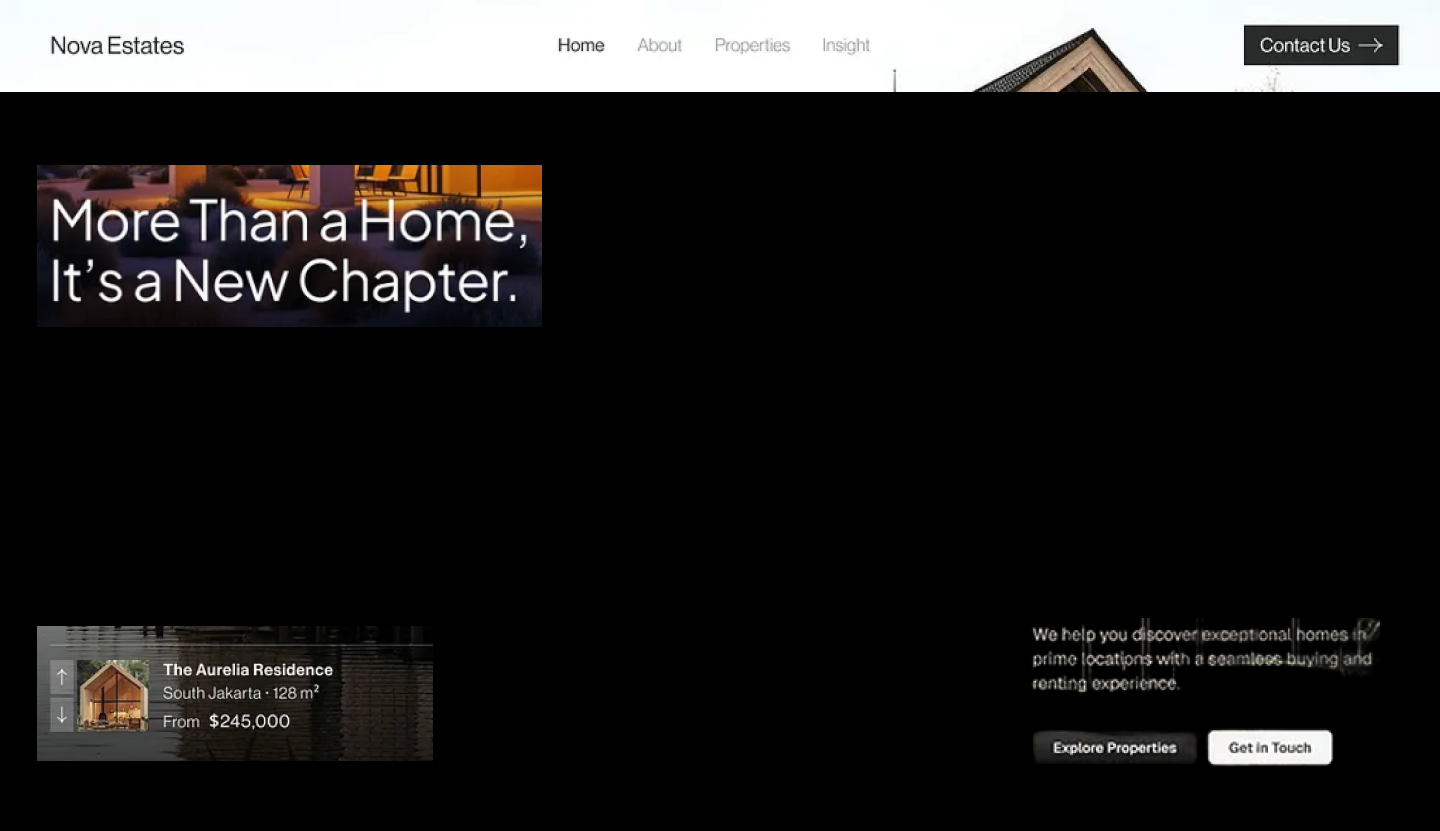 Nova Estates
Home About Properties Insight
Contact Us
More Than a Home,
It’s a New Chapter.
The Aurelia Residence
South Jakarta · 128 m²
From $245,000
We help you discover exceptional homes in
prime locations with a seamless buying and
renting experience.
Explore Properties
Get in Touch